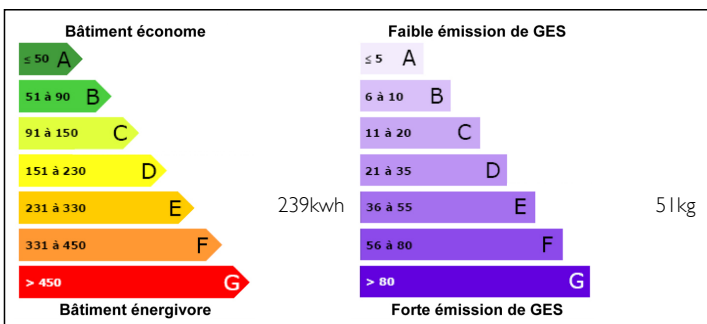 Bâtiment économe
≤ 50 A
51 à 90 B
91 à 150 C
151 à 230 D
231 à 330 E
239kwh
331 à 450 F
> 450 G
Bâtiment énergivore
Faible émission de GES
≤ 5 A
6 à 10 B
11 à 20 C
21 à 35 D
36 à 55 E
51kg
56 à 80 F
> 80 G
Forte émission de GES